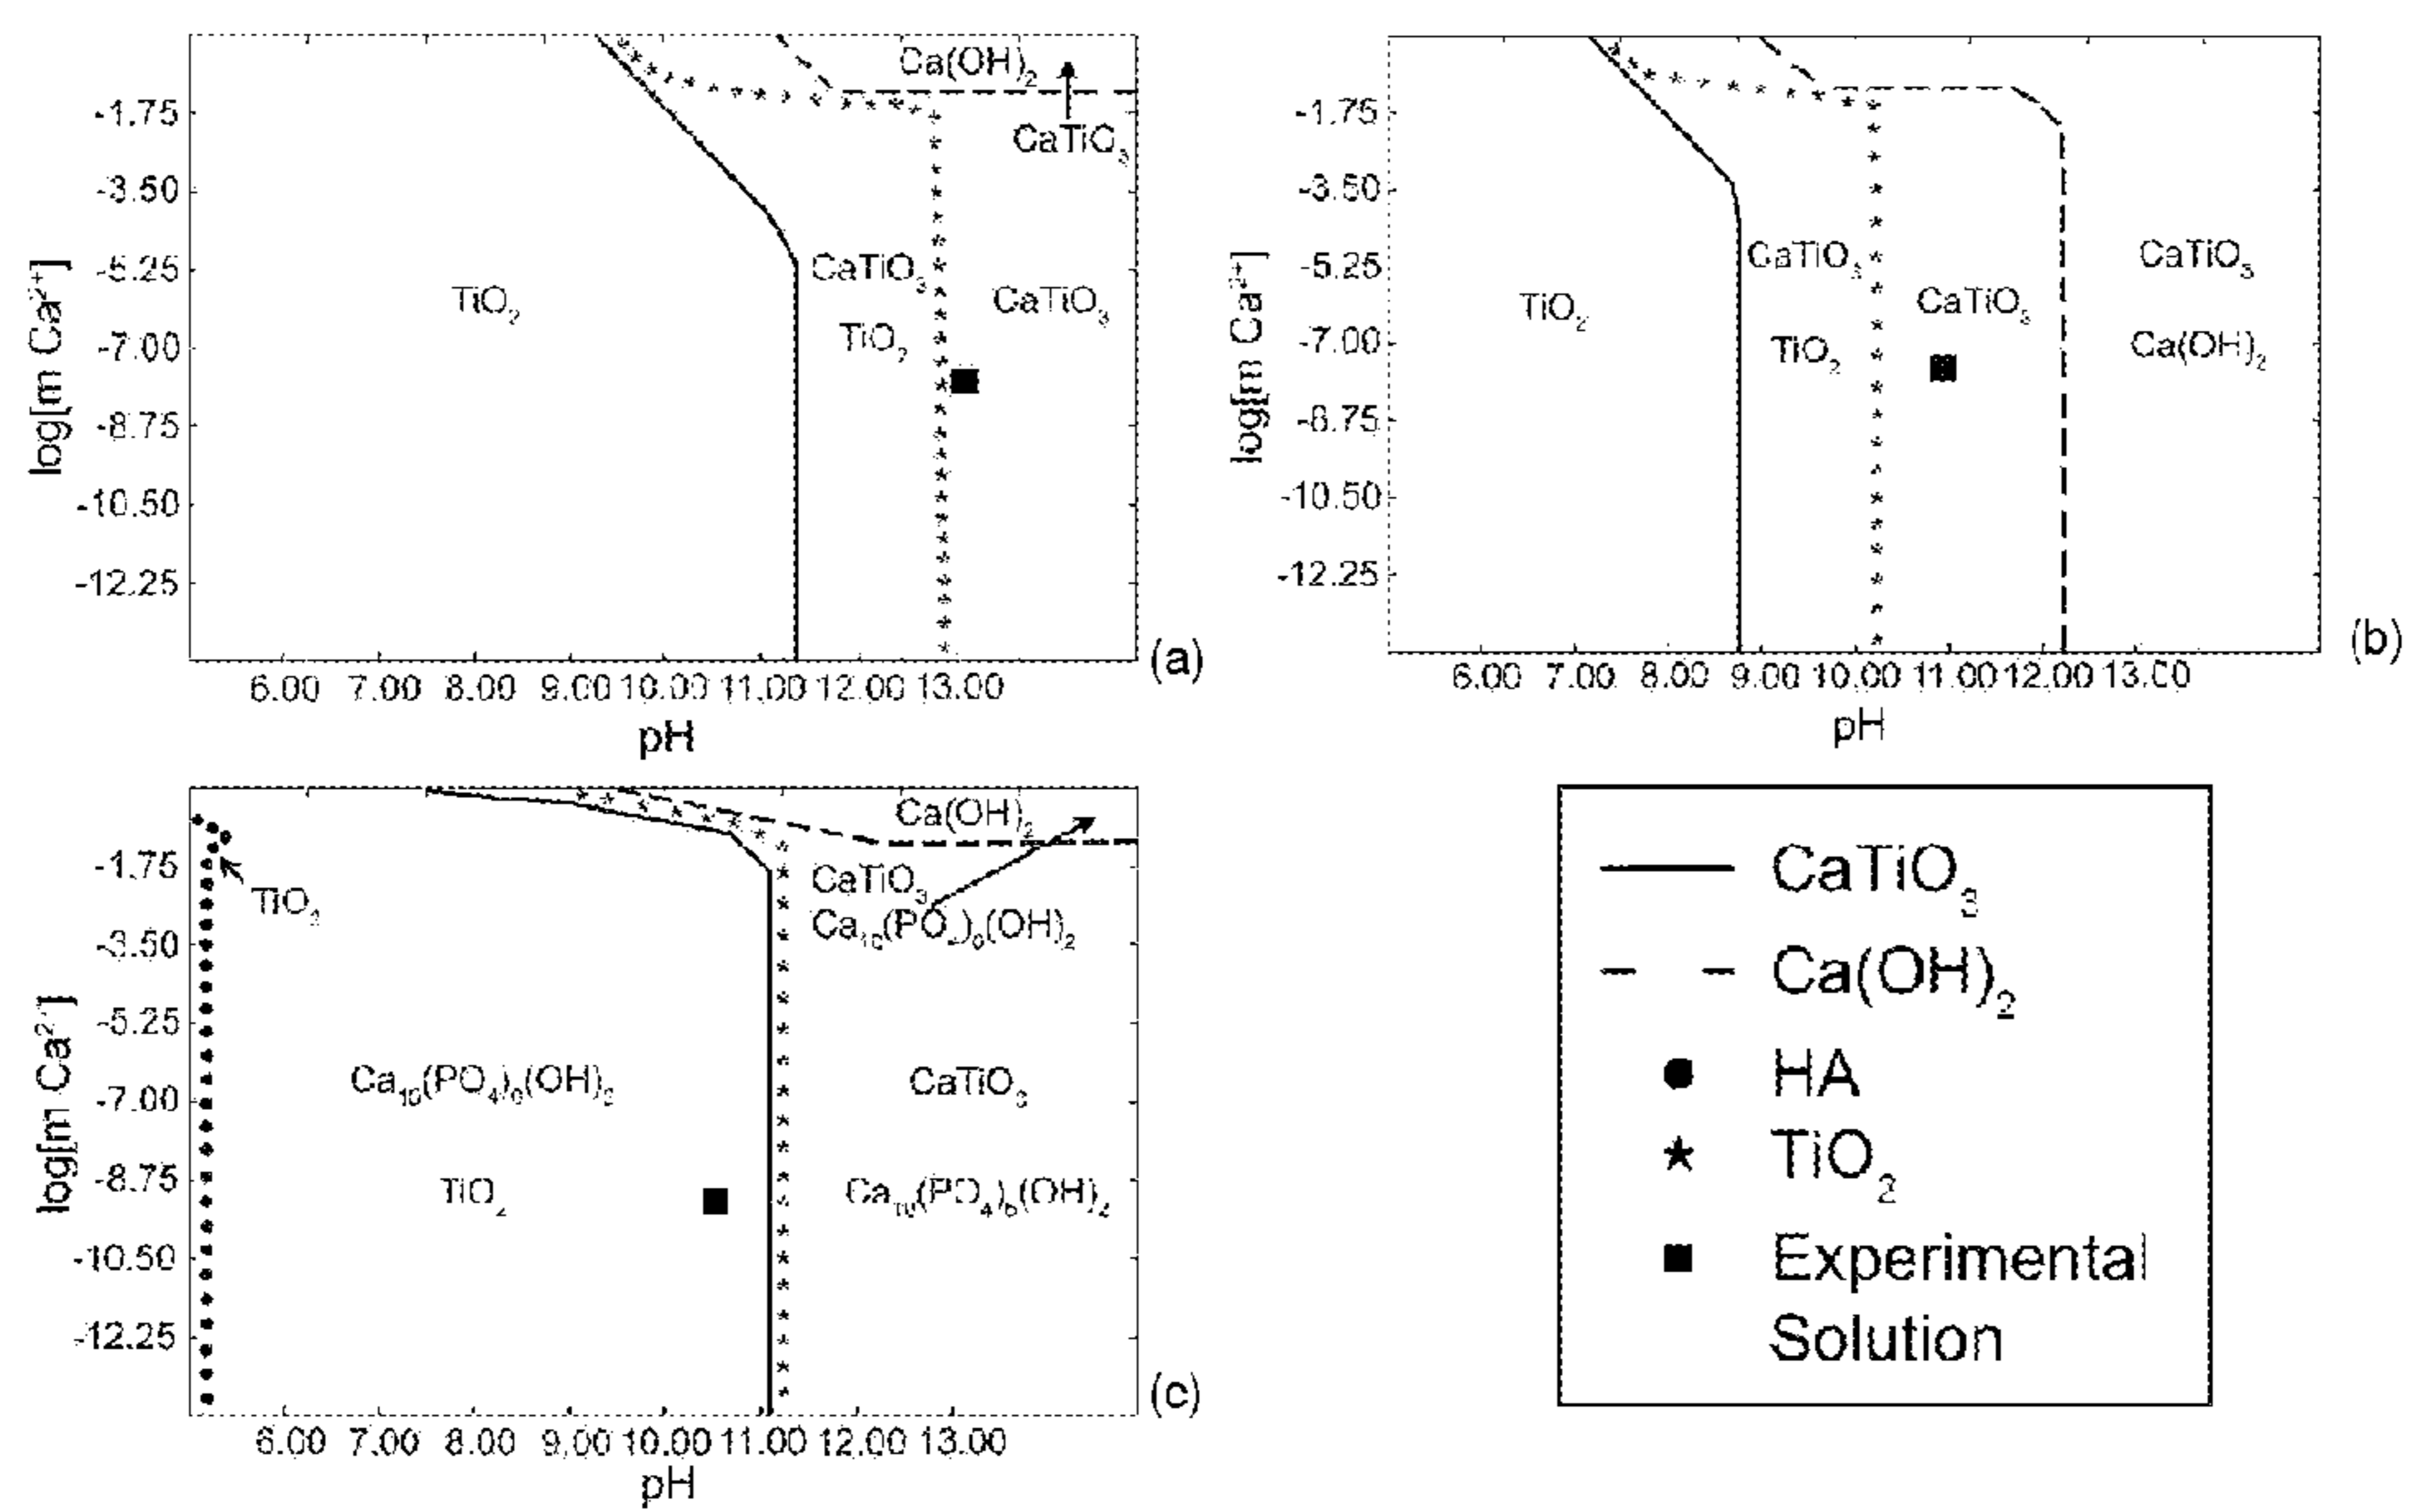 Ca(OH)₂
CaTiO₃
-1.75
-3.50
-5.25
-7.00
-8.75
-10.50
-12.25
log[m Ca²⁺]
TiO₂
CaTiO₃
TiO₂
CaTiO₃
6.00 7.00 8.00 9.00 10.00 11.00 12.00 13.00
pH
(a)
-1.75
-3.50
-5.25
-7.00
-8.75
-10.50
-12.25
log[m Ca²⁺]
TiO₂
CaTiO₃
TiO₂
CaTiO₃
CaTiO₃
Ca(OH)₂
6.00 7.00 8.00 9.00 10.00 11.00 12.00 13.00
pH
(b)
Ca(OH)₂
-1.75
-3.50
-5.25
-7.00
-8.75
-10.50
-12.25
log[m Ca²⁺]
TiO₂
CaTiO₃
Ca₁₀(PO₄)₆(OH)₂
Ca₁₀(PO₄)₆(OH)₂
TiO₂
CaTiO₃
Ca₁₀(PO₄)₆(OH)₂
6.00 7.00 8.00 9.00 10.00 11.00 12.00 13.00
pH
(c)
CaTiO₃
Ca(OH)₂
HA
TiO₂
Experimental
Solution